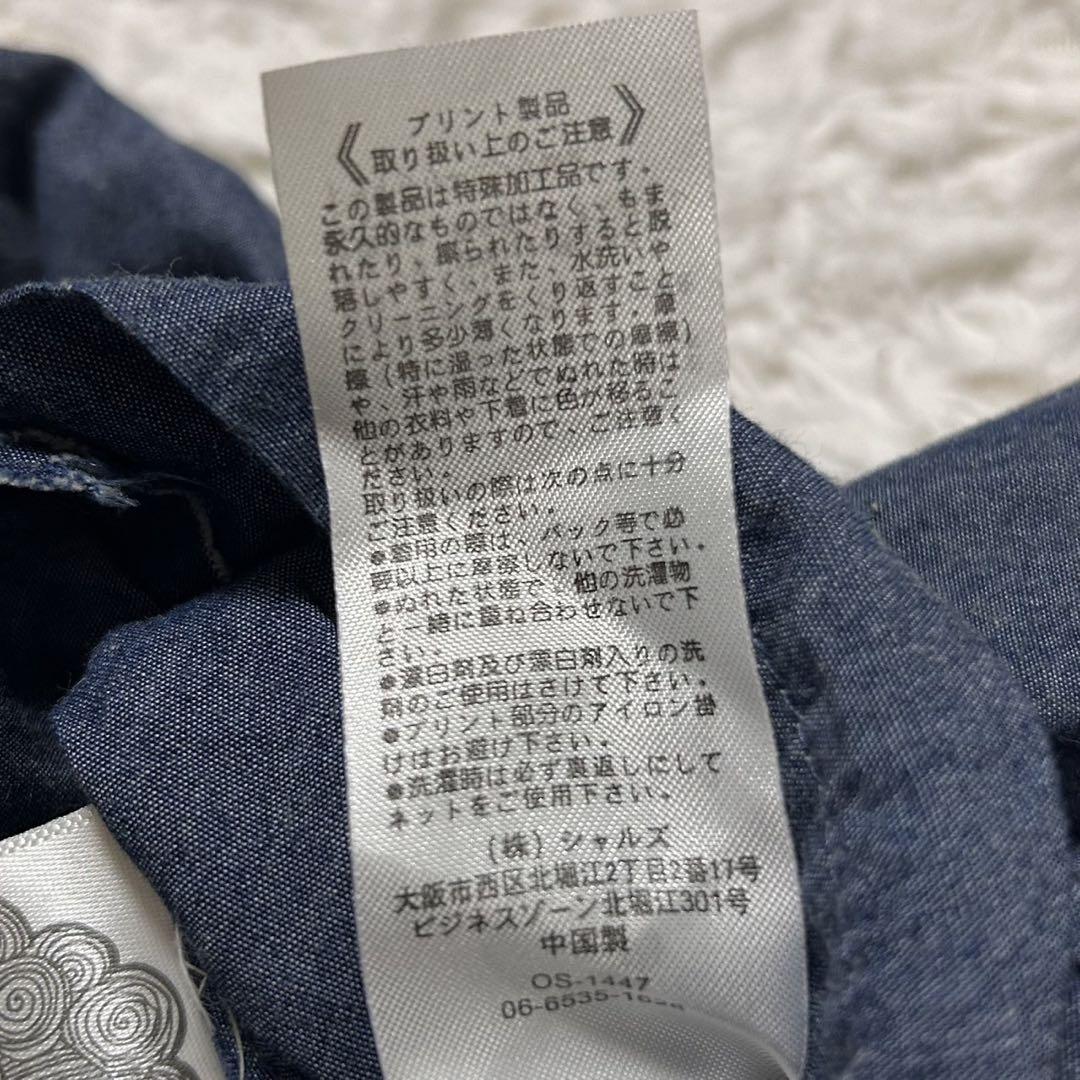 《 プリント製品
取り扱い上のご注意 》
この製品は特殊加工品です。
永久的なものではなく、もま
れたり、擦られたりすると脱
落しやすく、また、水洗いや
クリーニングをくり返すこと
により多少薄くなります。摩
擦（特に湿った状態での摩擦）
や、汗や雨などでぬれた時は
他の衣料や下着に色が移るこ
とがありますので、ご注意く
ださい。
取り扱いの際は次の点に十分
ご注意ください。
●着用の際は、バック等で必
要以上に摩擦しないで下さい。
●ぬれた状態で、他の洗濯物
と一緒に重ね合わせないで下
さい。
●漂白剤及び漂白剤入りの洗
剤のご使用はさけて下さい。
●プリント部分のアイロン掛
けはお避け下さい。
●洗濯時は必ず裏返しにして
ネットをご使用下さい。
（株）シャルズ
大阪市西区北堀江2丁目2番17号
ビジネスゾーン北堀江301号
中国製
OS-1447
06-6535-